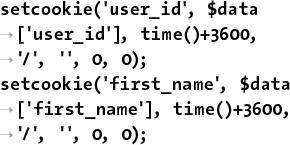 setcookie('user_id', $data
→['user_id'], time()+3600,
→'/', '', 0, 0);
setcookie('first_name', $data
→['first_name'], time()+3600,
→'/', '', 0, 0);